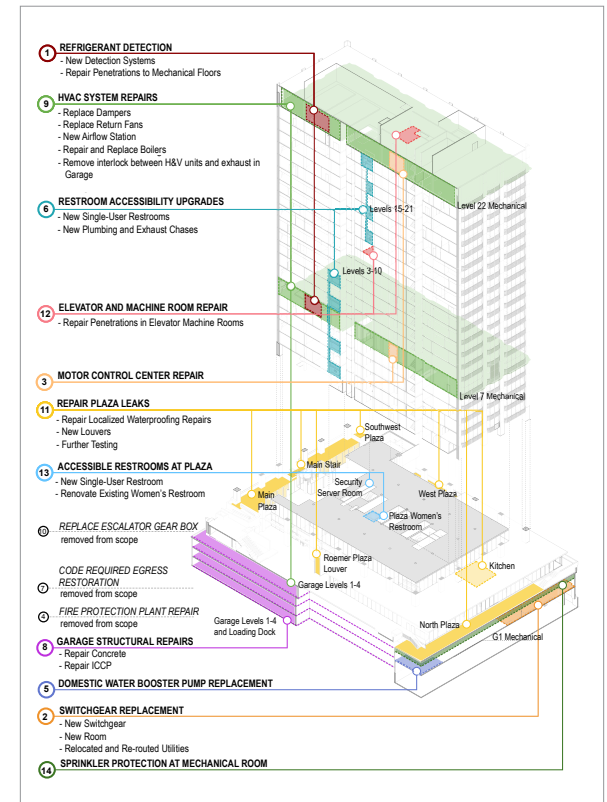 1 REFRIGERANT DETECTION
- New Detection Systems
- Repair Penetrations to Mechanical Floors
9 HVAC SYSTEM REPAIRS
- Replace Dampers
- Replace Return Fans
- New Airflow Station
- Repair and Replace Boilers
- Remove interlock between H&V units and exhaust in
Garage
6 RESTROOM ACCESSIBILITY UPGRADES
- New Single-User Restrooms
- New Plumbing and Exhaust Chases
Levels 15-21
Level 22 Mechanical
Levels 3-10
12 ELEVATOR AND MACHINE ROOM REPAIR
- Repair Penetrations in Elevator Machine Rooms
3 MOTOR CONTROL CENTER REPAIR
Level 7 Mechanical
11 REPAIR PLAZA LEAKS
- Repair Localized Waterproofing Repairs
- New Louvers
- Further Testing
Southwest
Plaza
13 ACCESSIBLE RESTROOMS AT PLAZA
- New Single-User Restroom
- Renovate Existing Women's Restroom
Main Stair
Security
Server Room
Main
Plaza
West Plaza
Plaza Women's
Restroom
10 REPLACE ESCALATOR GEAR BOX
removed from scope
Roemer Plaza
Louver
Kitchen
7 CODE REQUIRED EGRESS
RESTORATION
removed from scope
Garage Levels 1-4
4 FIRE PROTECTION PLANT REPAIR
removed from scope
Garage Levels 1-4
and Loading Dock
North Plaza
G1 Mechanical
8 GARAGE STRUCTURAL REPAIRS
- Repair Concrete
- Repair ICCP
5 DOMESTIC WATER BOOSTER PUMP REPLACEMENT
2 SWITCHGEAR REPLACEMENT
- New Switchgear
- New Room
- Relocated and Re-routed Utilities
14 SPRINKLER PROTECTION AT MECHANICAL ROOM